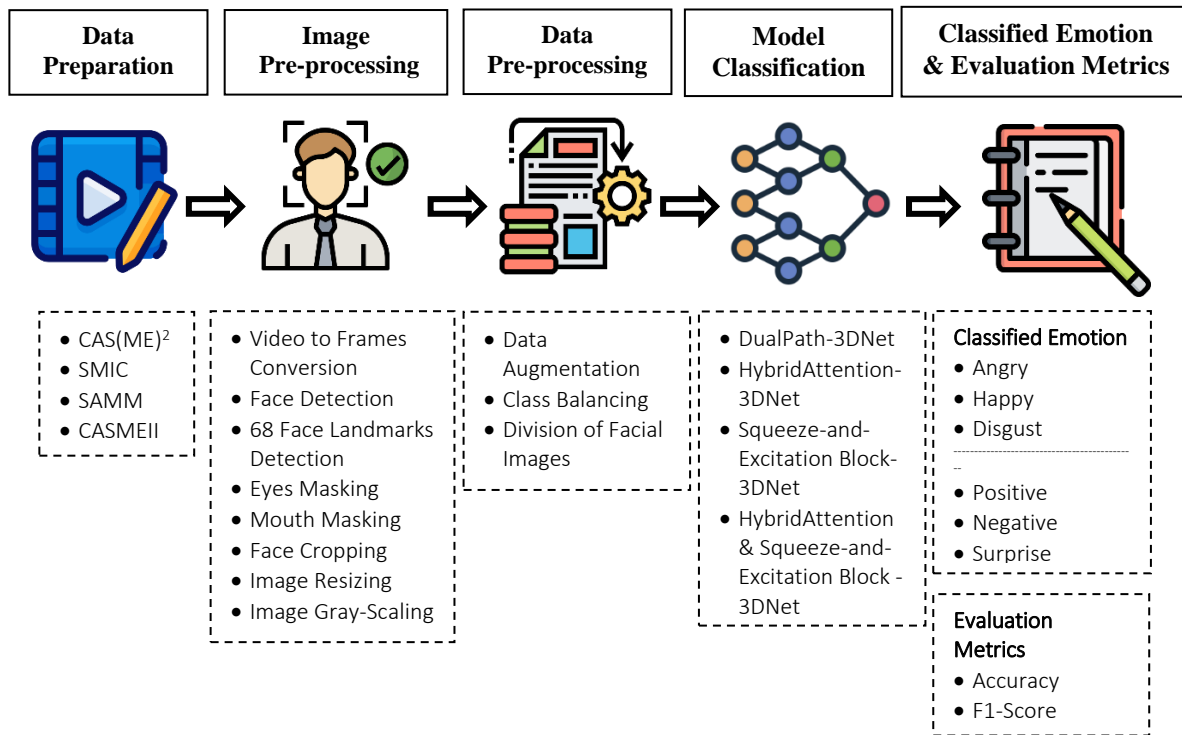 Data
Preparation
Image
Pre-processing
Data
Pre-processing
Model
Classification
Classified Emotion
& Evaluation Metrics
• CAS(ME)²
• SMIC
• SAMM
• CASMEII
• Video to Frames
Conversion
• Face Detection
• 68 Face Landmarks
Detection
• Eyes Masking
• Mouth Masking
• Face Cropping
• Image Resizing
• Image Gray-Scaling
• Data
Augmentation
• Class Balancing
• Division of Facial
Images
• DualPath-3DNet
• HybridAttention-
3DNet
• Squeeze-and-
Excitation Block-
3DNet
• HybridAttention
& Squeeze-and-
Excitation Block -
3DNet
Classified Emotion
• Angry
• Happy
• Disgust
• Positive
• Negative
• Surprise
Evaluation
Metrics
• Accuracy
• F1-Score